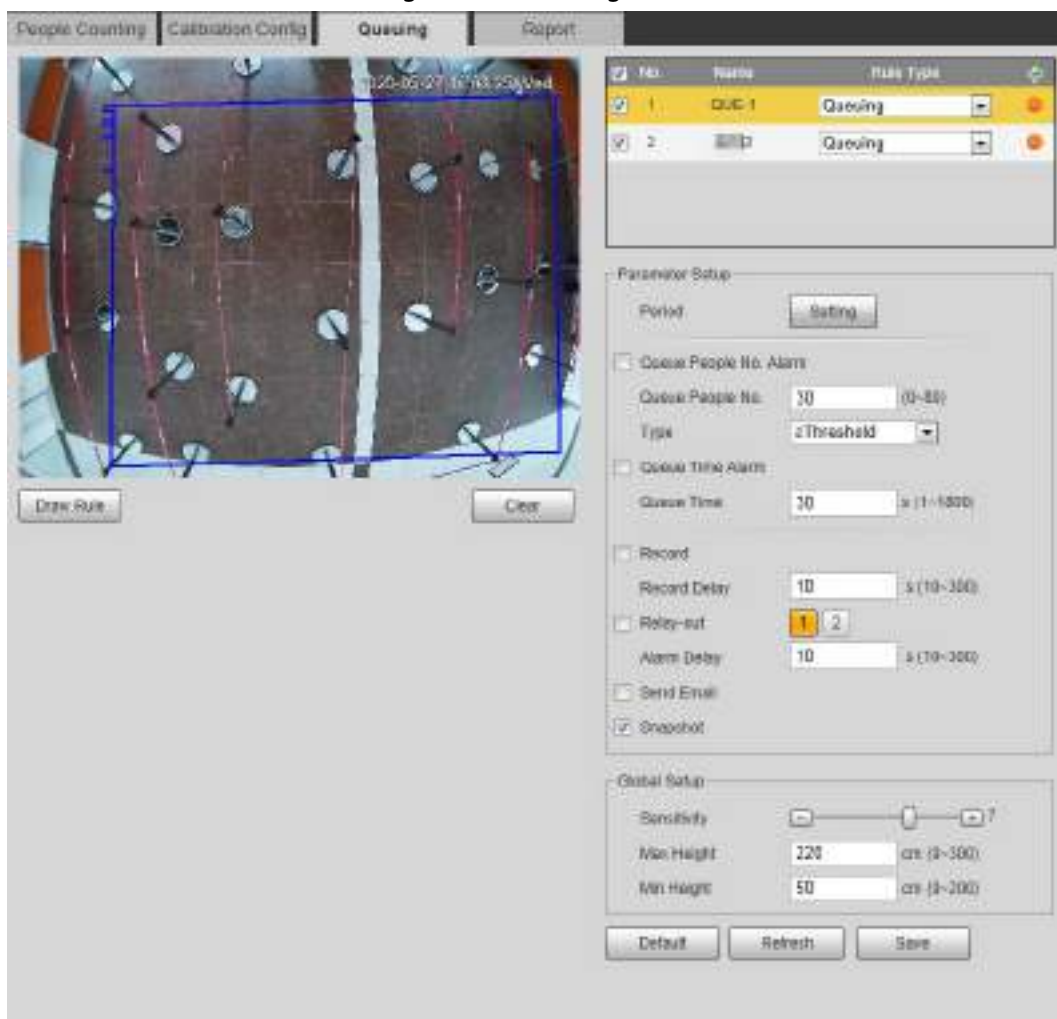 People Counting Calibration Config Queuing Report
No. Name Rule Type
1 QUE-1 Queuing
2 Queuing
Parameter Setup
Period Setting
Queue People No. Alarm
Queue People No. 30 (0~80)
Type ≥Threshold
Queue Time Alarm
Queue Time 30 s (1~1800)
Record
Record Delay 10 s (10~300)
Relay-out 1 2
Alarm Delay 10 s (10~300)
Send Email
Snapshot
Draw Rule Clear
Global Setup
Sensitivity 7
Max Height 220 cm (0~300)
Min Height 50 cm (0~200)
Default Refresh Save